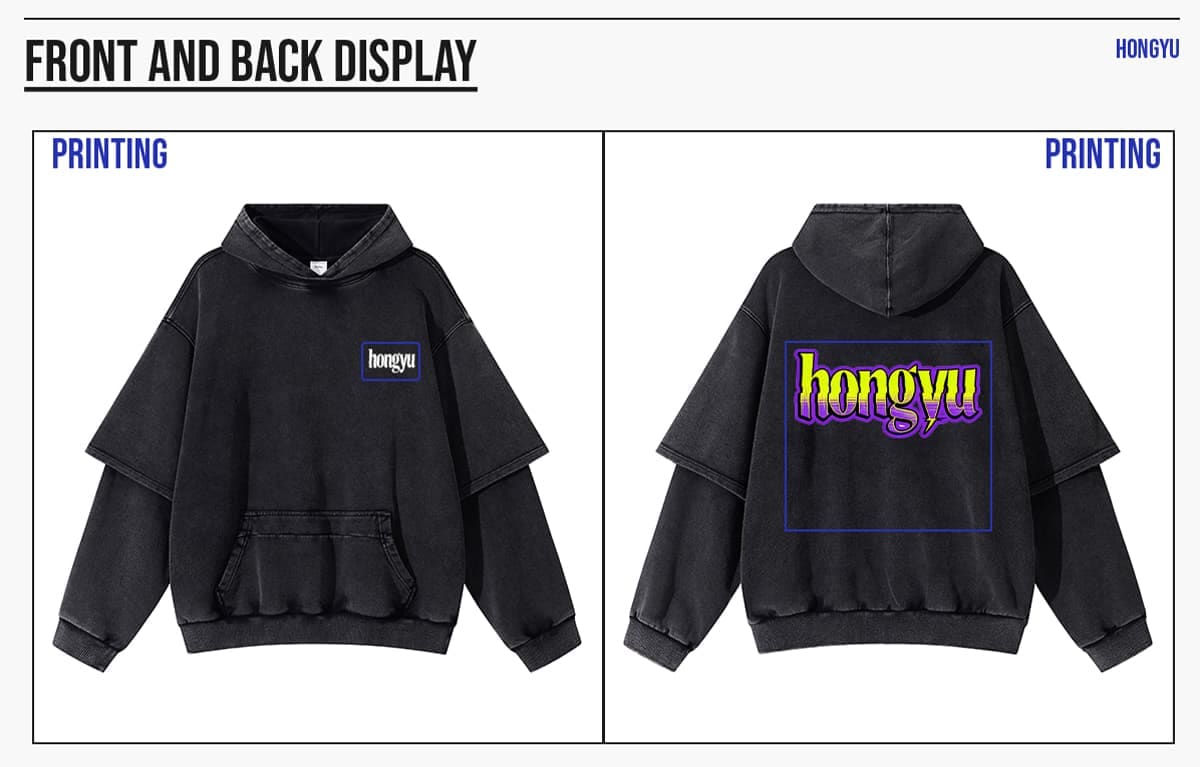 FRONT AND BACK DISPLAY
HONGYU
PRINTING
PRINTING
hongyu
hongyu